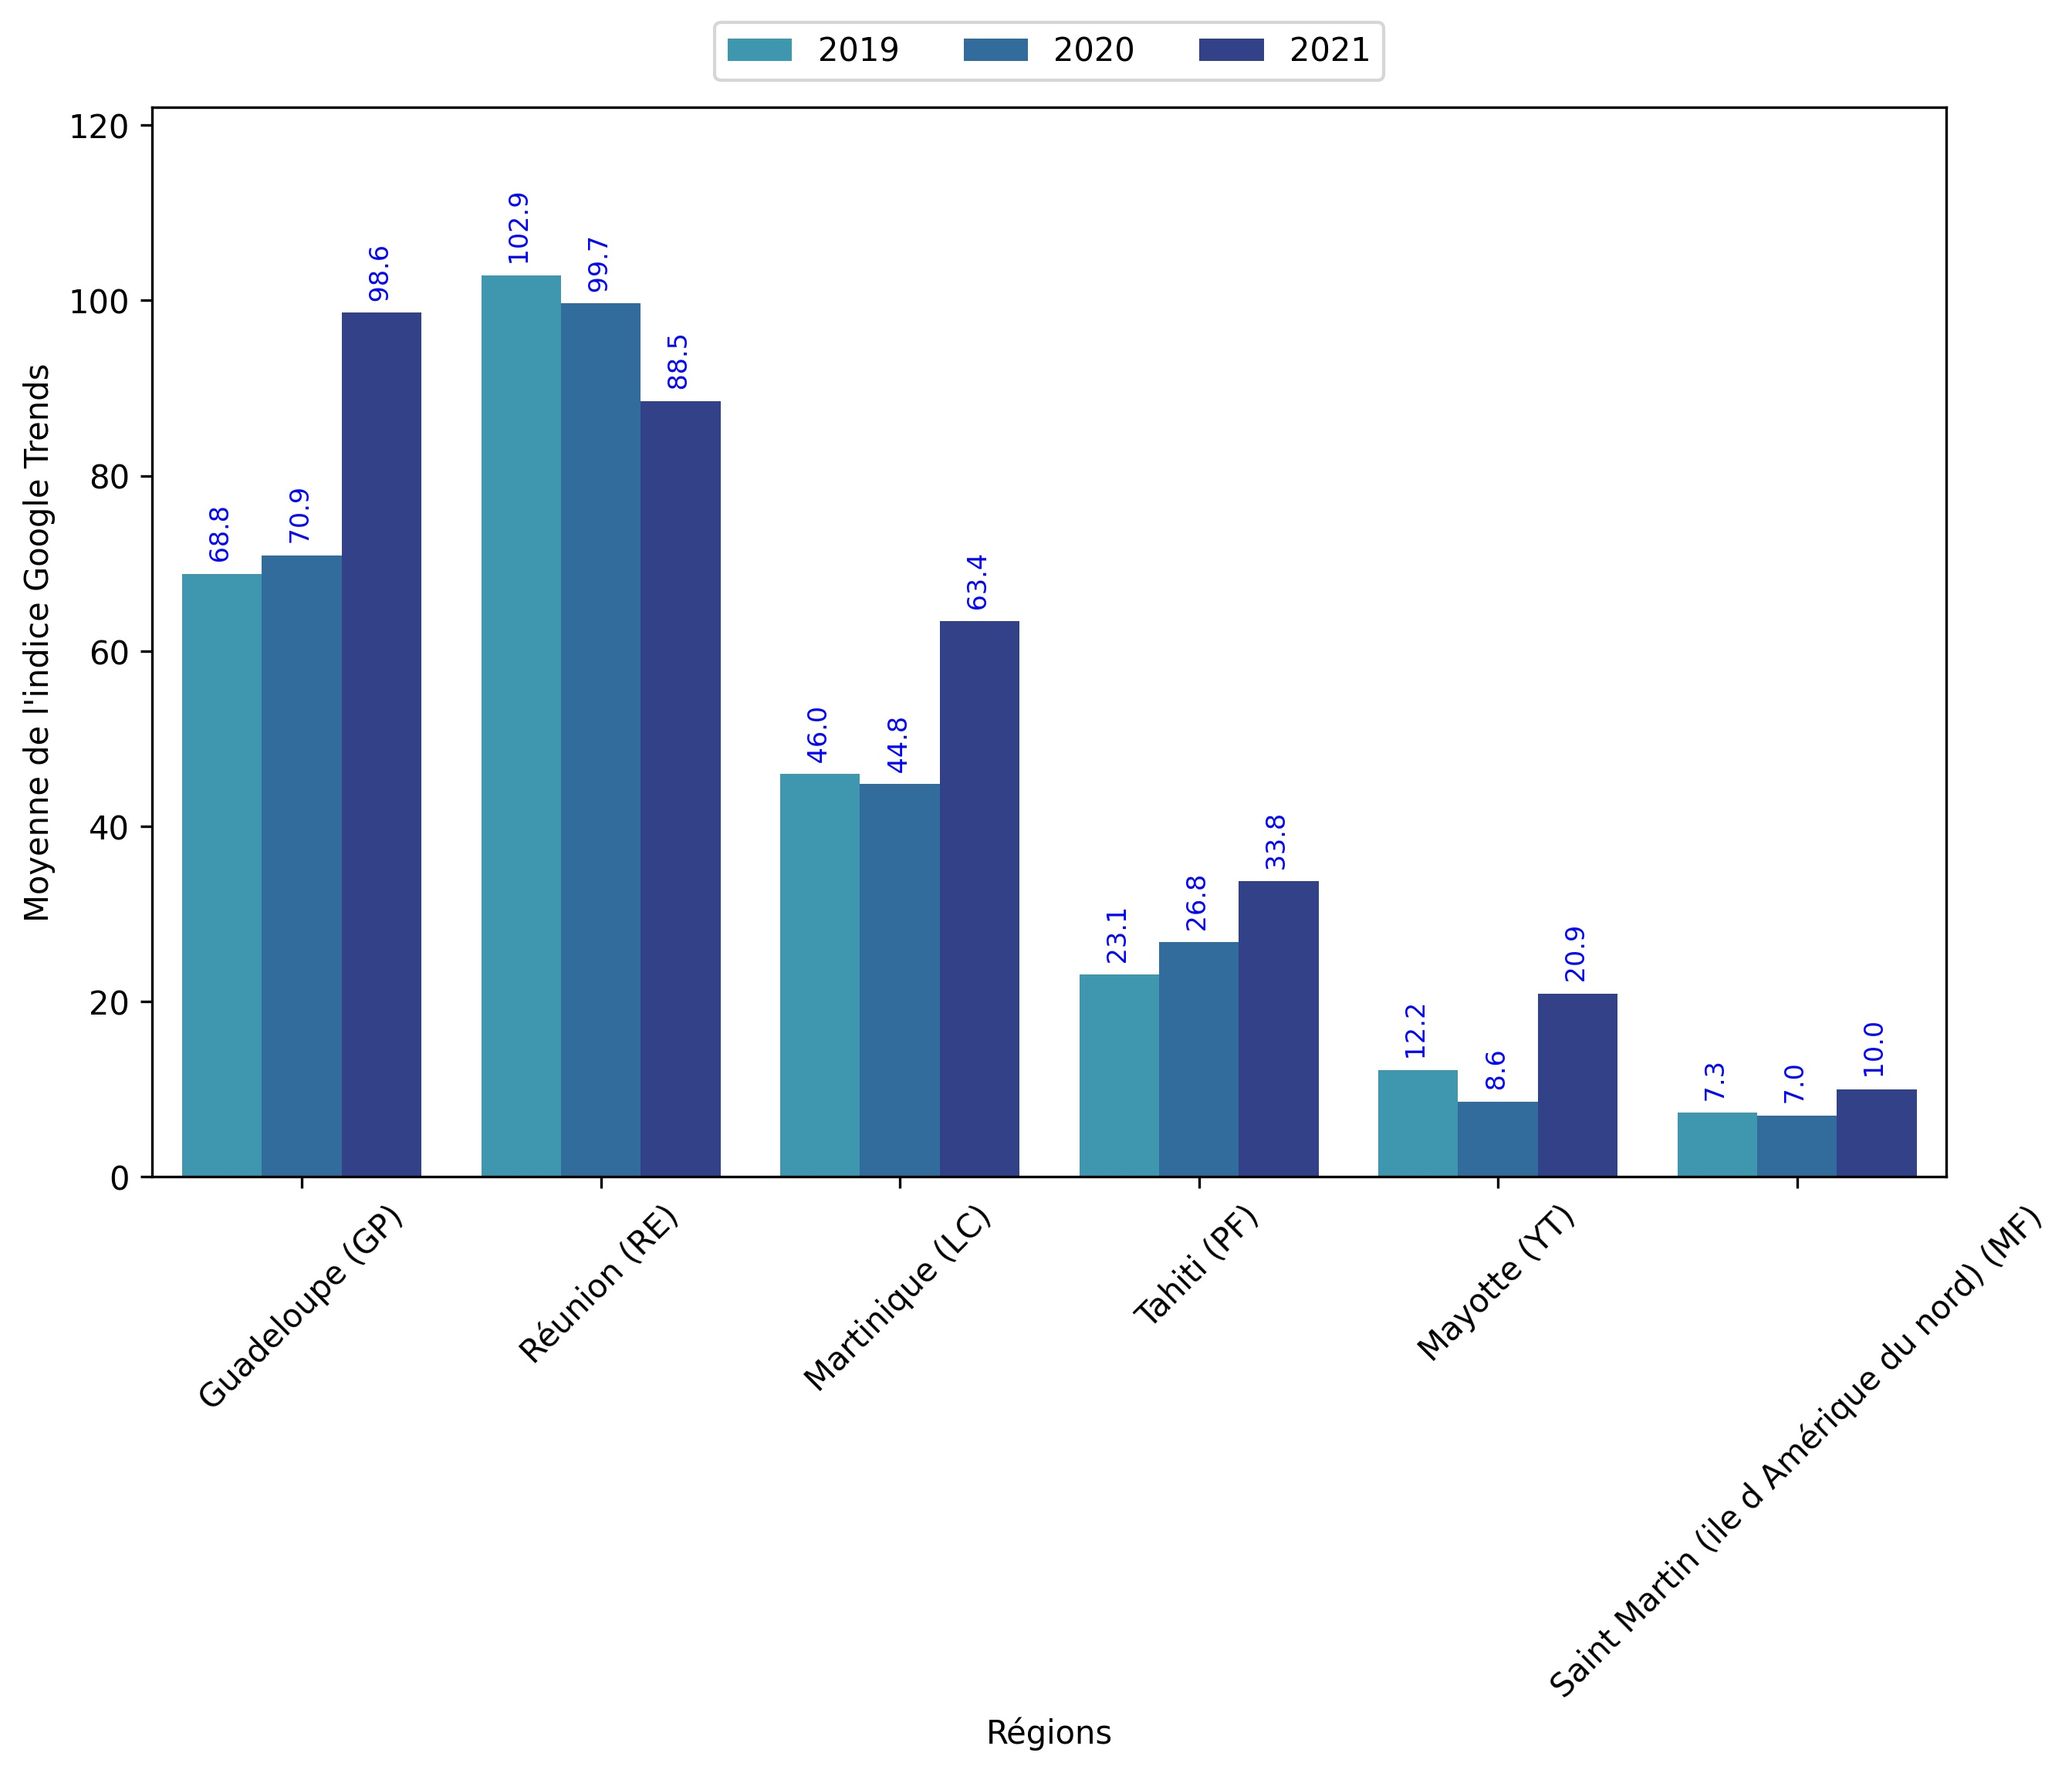 2019 2020 2021
Moyenne de l'indice Google Trends
120
100
80
60
40
20
0
68.8
70.9
98.6
102.9
99.7
88.5
46.0
44.8
63.4
23.1
26.8
33.8
12.2
8.6
20.9
7.3
7.0
10.0
Guadeloupe (GP)
Réunion (RE)
Martinique (LC)
Tahiti (PF)
Mayotte (YT)
Saint Martin (ile d Amérique du nord) (MF)
Régions